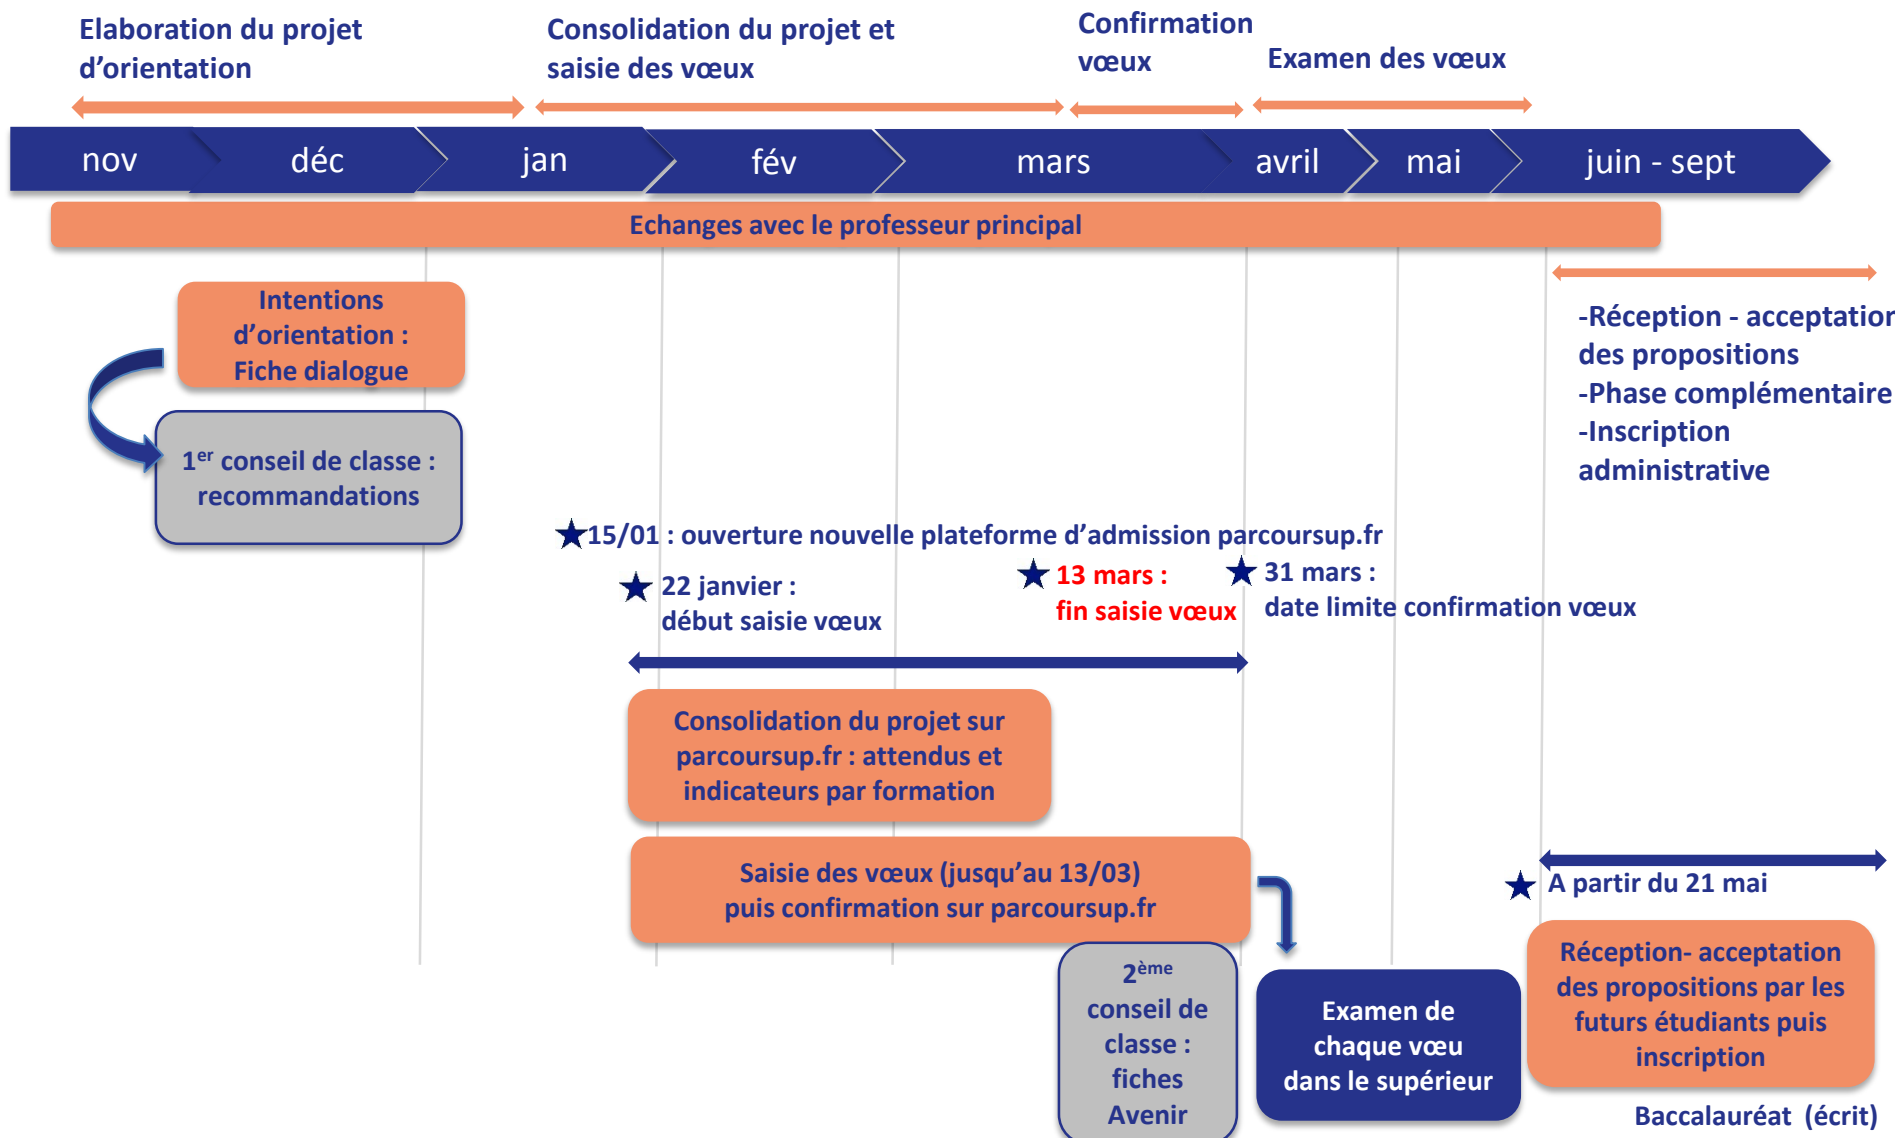 Elaboration du projet
d’orientation
Consolidation du projet et
saisie des vœux
Confirmation
vœux
Examen des vœux
nov
déc
jan
fév
mars
avril
mai
juin - sept
Echanges avec le professeur principal
Intentions
d’orientation :
Fiche dialogue
1er conseil de classe :
recommandations
-Réception - acceptation
des propositions
-Phase complémentaire
-Inscription
administrative
15/01 : ouverture nouvelle plateforme d’admission parcoursup.fr
22 janvier :
début saisie vœux
13 mars :
fin saisie vœux
31 mars :
date limite confirmation vœux
Consolidation du projet sur
parcoursup.fr : attendus et
indicateurs par formation
Saisie des vœux (jusqu’au 13/03)
puis confirmation sur parcoursup.fr
A partir du 21 mai
2ème
conseil de
classe :
fiches
Avenir
Examen de
chaque vœu
dans le supérieur
Réception- acceptation
des propositions par les
futurs étudiants puis
inscription
Baccalauréat (écrit)